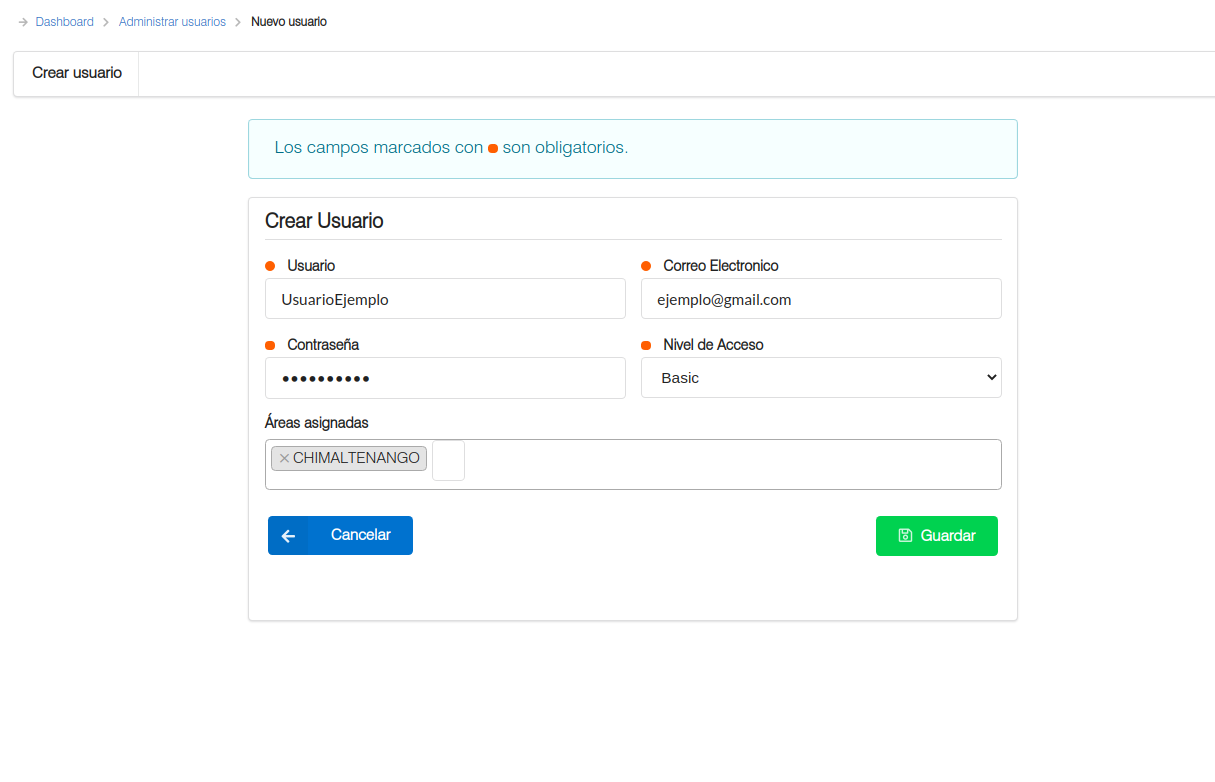 Dashboard Administrar usuarios Nuevo usuario
Crear usuario
Los campos marcados con son obligatorios.
Crear Usuario
Usuario Correo Electronico
UsuarioEjemplo ejemplo@gmail.com
Contraseña Nivel de Acceso
•••••••••• Basic
Áreas asignadas
×CHIMALTENANGO
Cancelar Guardar